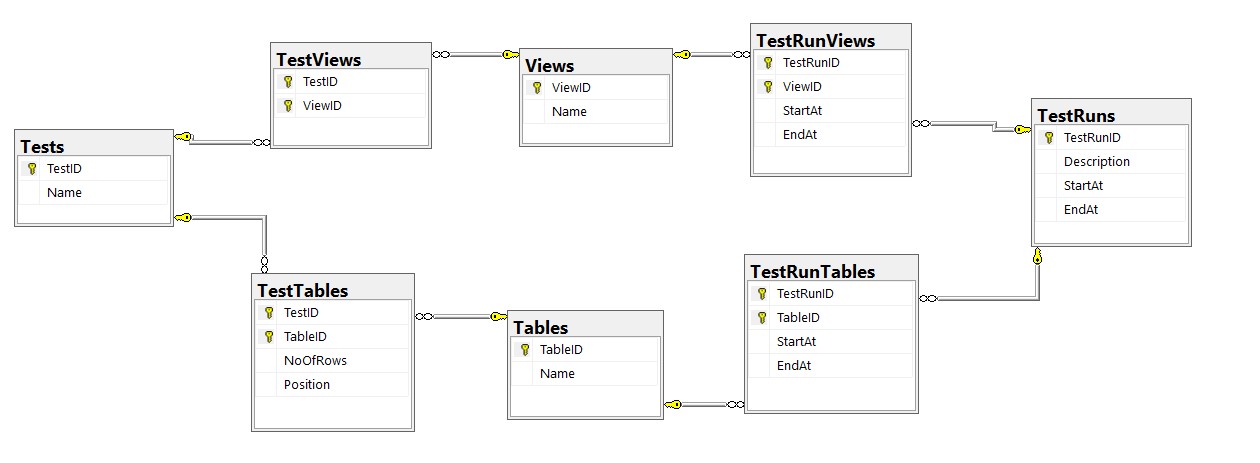 TestViews
TestID
ViewID
Views
ViewID
Name
TestRunViews
TestRunID
ViewID
StartAt
EndAt
TestRuns
TestRunID
Description
StartAt
EndAt
Tests
TestID
Name
TestTables
TestID
TableID
NoOfRows
Position
Tables
TableID
Name
TestRunTables
TestRunID
TableID
StartAt
EndAt